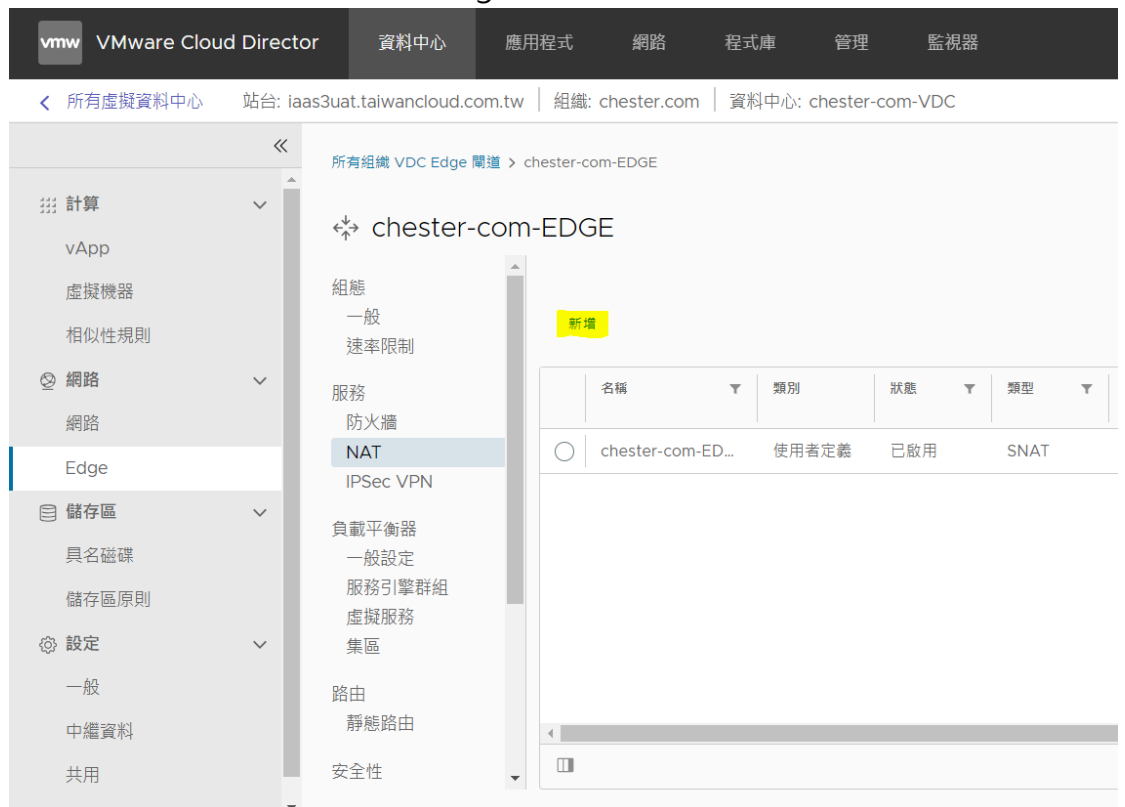 vmw VMware Cloud Director 資料中心 應用程式 網路 程式庫 管理 監視器
所有虛擬資料中心 站台: iaas3uat.taiwancloud.com.tw 組織: chester.com 資料中心: chester-com-VDC
計算
vApp
虛擬機器
相似性規則
網路
網路
Edge
儲存區
具名磁碟
儲存區原則
設定
一般
中繼資料
共用
所有組織 VDC Edge 閘道 > chester-com-EDGE
chester-com-EDGE
組態
一般
速率限制
服務
防火牆
NAT
IPSec VPN
負載平衡器
一般設定
服務引擎群組
虛擬服務
集區
路由
靜態路由
安全性
新增
名稱 類別 狀態 類型
chester-com-ED... 使用者定義 已啟用 SNAT